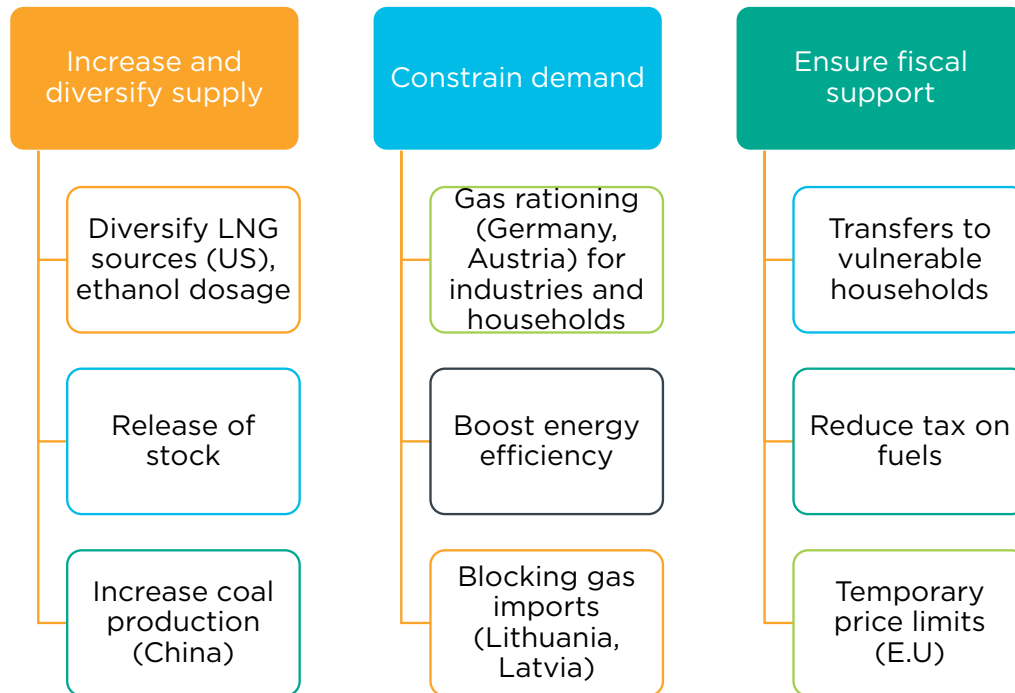 Increase and
diversify supply
Diversify LNG
sources (US),
ethanol dosage
Release of
stock
Increase coal
production
(China)
Constrain demand
Gas rationing
(Germany,
Austria) for
industries and
households
Boost energy
efficiency
Blocking gas
imports
(Lithuania,
Latvia)
Ensure fiscal
support
Transfers to
vulnerable
households
Reduce tax on
fuels
Temporary
price limits
(E.U)